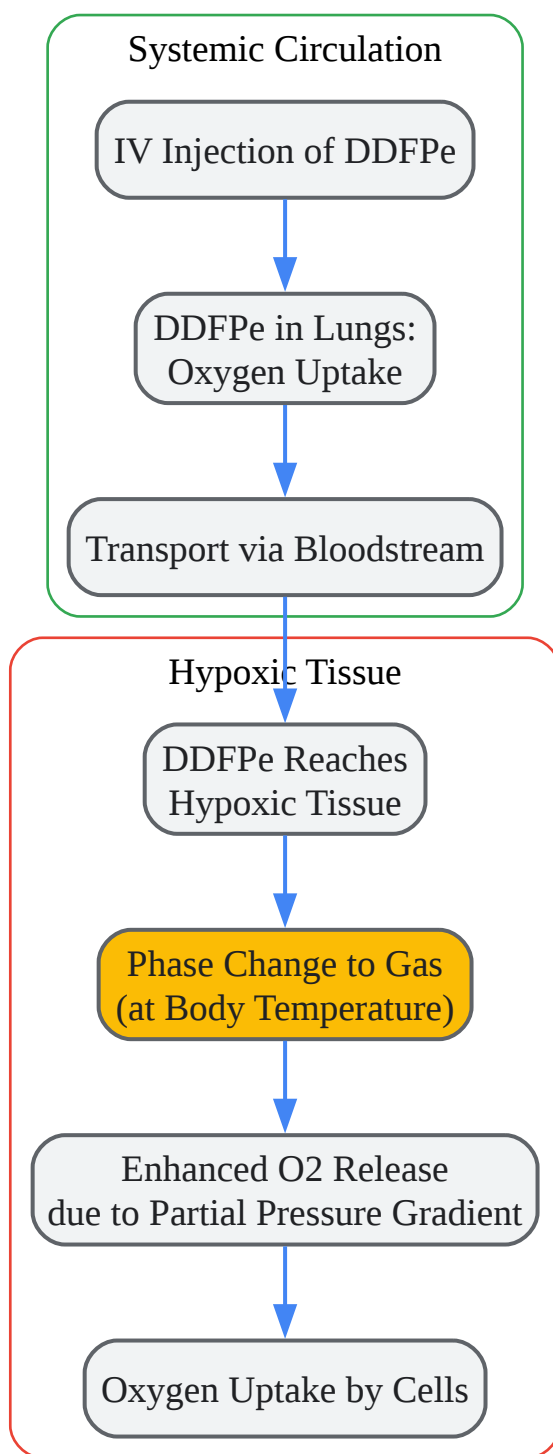 Systemic Circulation
IV Injection of DDFPe
DDFPe in Lungs:
Oxygen Uptake
Transport via Bloodstream
Hypoxic Tissue
DDFPe Reaches
Hypoxic Tissue
Phase Change to Gas
(at Body Temperature)
Enhanced O2 Release
due to Partial Pressure Gradient
Oxygen Uptake by Cells